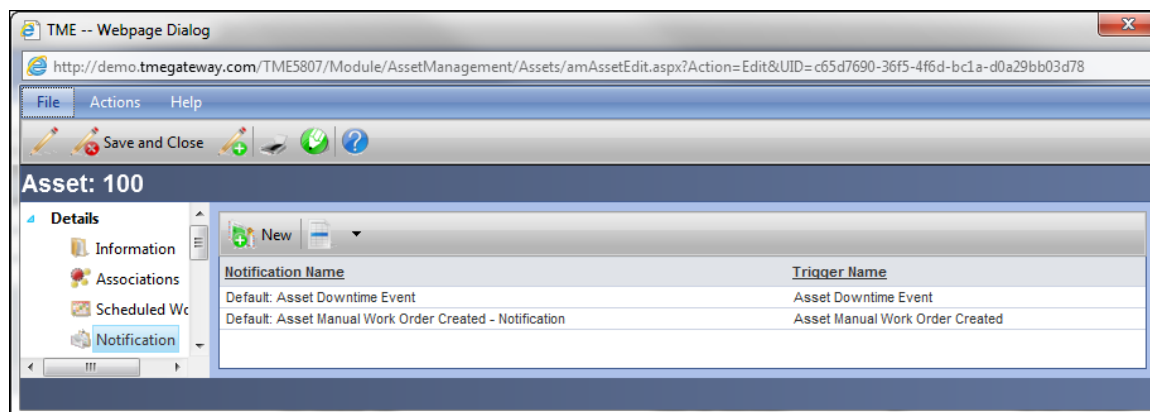 TME -- Webpage Dialog
http://demo.tmegateway.com/TME5807/Module/AssetManagement/Assets/amAssetEdit.aspx?Action=Edit&UID=c65d7690-36f5-4f6d-bc1a-d0a29bb03d78
File Actions Help
Save and Close
Asset: 100
Details
Information
Associations
Scheduled Wc
Notification
New
Notification Name Trigger Name
Default: Asset Downtime Event Asset Downtime Event
Default: Asset Manual Work Order Created - Notification Asset Manual Work Order Created